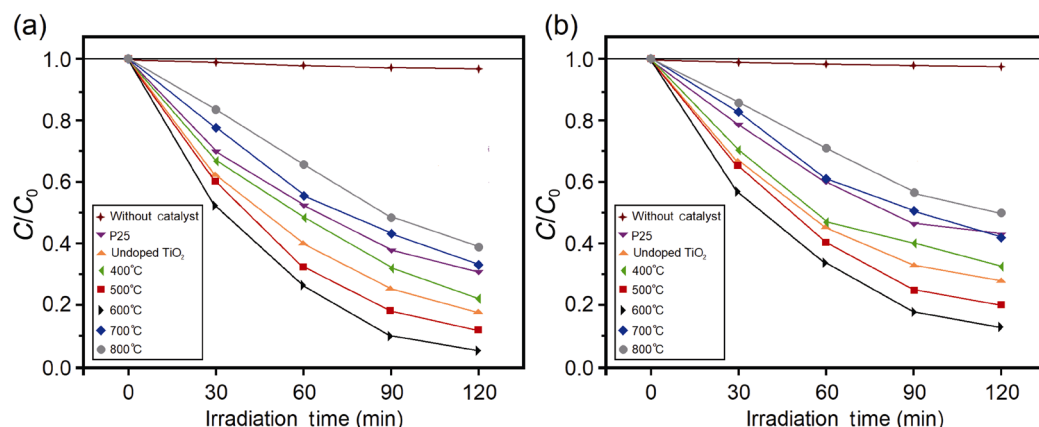 (a)
C/C₀
1.0
0.8
0.6
0.4
0.2
0.0
Without catalyst
P25
Undoped TiO₂
400℃
500℃
600℃
700℃
800℃
0 30 60 90 120
Irradiation time (min)
(b)
C/C₀
1.0
0.8
0.6
0.4
0.2
0.0
Without catalyst
P25
Undoped TiO₂
400℃
500℃
600℃
700℃
800℃
0 30 60 90 120
Irradiation time (min)